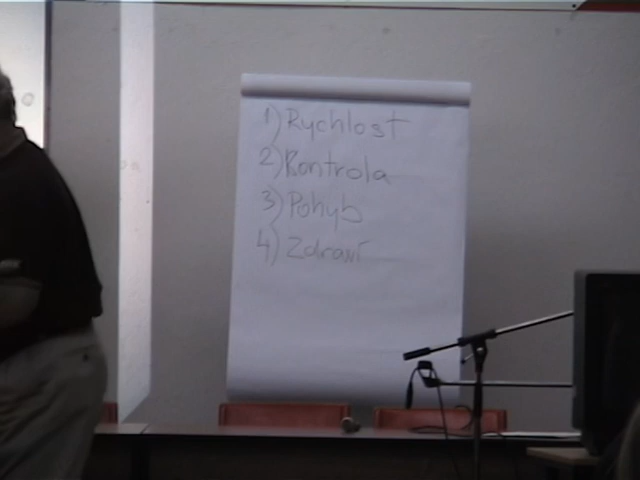 1) Rychlost
2) Kontrola
3) Pohyb
4) Zdraví